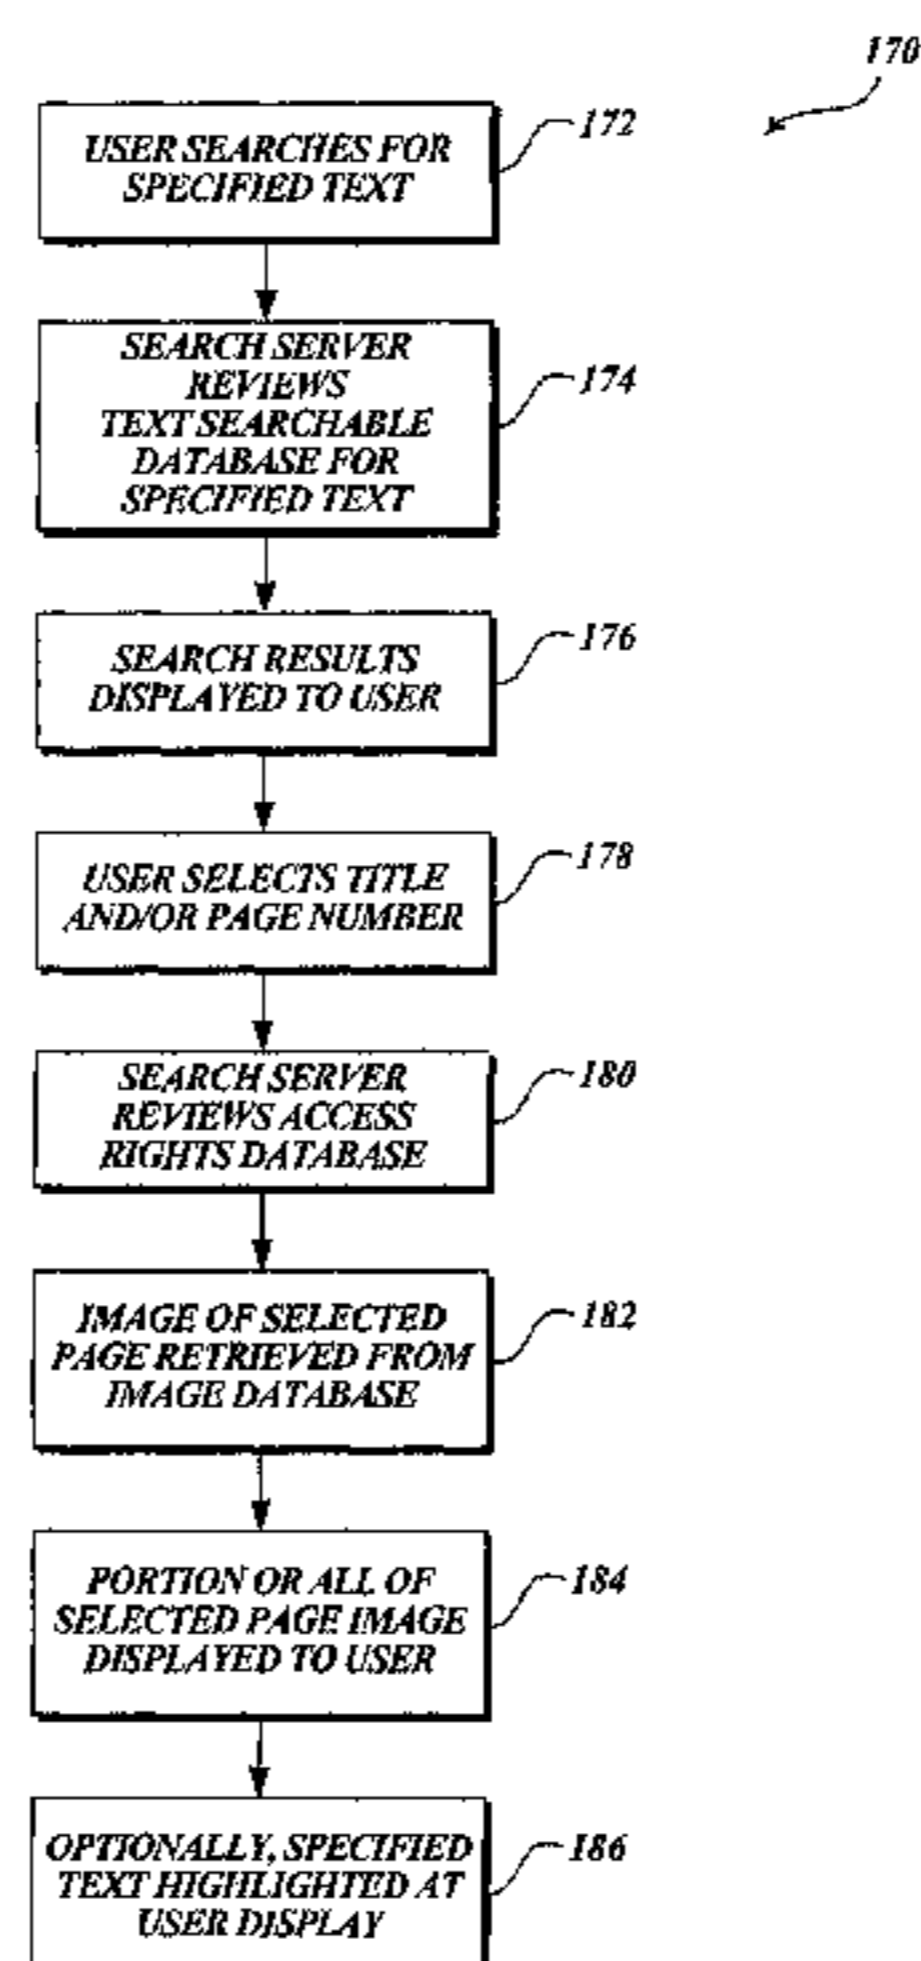 170
USER SEARCHES FOR
SPECIFIED TEXT
172
SEARCH SERVER
REVIEWS
TEXT SEARCHABLE
DATABASE FOR
SPECIFIED TEXT
174
SEARCH RESULTS
DISPLAYED TO USER
176
USER SELECTS TITLE
AND/OR PAGE NUMBER
178
SEARCH SERVER
REVIEWS ACCESS
RIGHTS DATABASE
180
IMAGE OF SELECTED
PAGE RETRIEVED FROM
IMAGE DATABASE
182
PORTION OR ALL OF
SELECTED PAGE IMAGE
DISPLAYED TO USER
184
OPTIONALLY, SPECIFIED
TEXT HIGHLIGHTED AT
USER DISPLAY
186